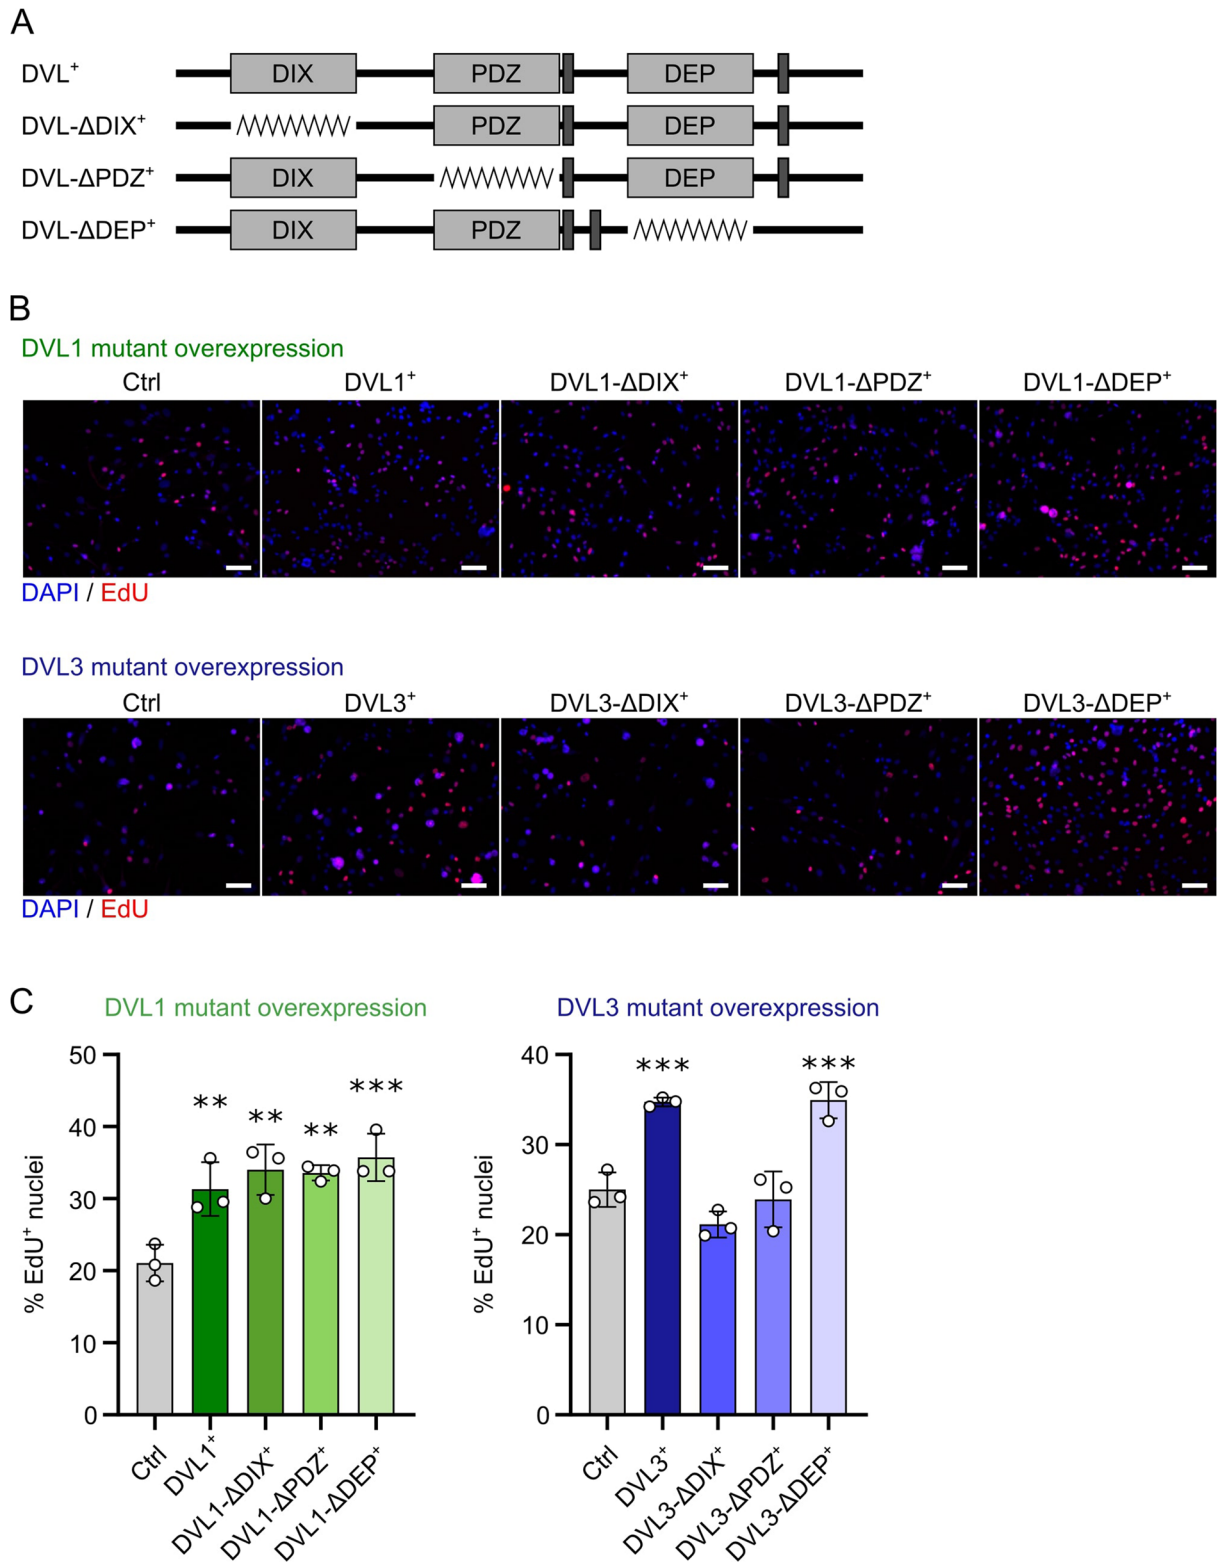 A
DVL⁺ DIX PDZ DEP
DVL-ΔDIX⁺ PDZ DEP
DVL-ΔPDZ⁺ DIX DEP
DVL-ΔDEP⁺ DIX PDZ
B
DVL1 mutant overexpression
Ctrl DVL1⁺ DVL1-ΔDIX⁺ DVL1-ΔPDZ⁺ DVL1-ΔDEP⁺
DAPI / EdU
DVL3 mutant overexpression
Ctrl DVL3⁺ DVL3-ΔDIX⁺ DVL3-ΔPDZ⁺ DVL3-ΔDEP⁺
DAPI / EdU
C
DVL1 mutant overexpression
% EdU⁺ nuclei
50
40
30
20
10
0
** ** ** ***
Ctrl
DVL1⁺
DVL1-ΔDIX⁺
DVL1-ΔPDZ⁺
DVL1-ΔDEP⁺
DVL3 mutant overexpression
% EdU⁺ nuclei
40
30
20
10
0
*** ***
Ctrl
DVL3⁺
DVL3-ΔDIX⁺
DVL3-ΔPDZ⁺
DVL3-ΔDEP⁺